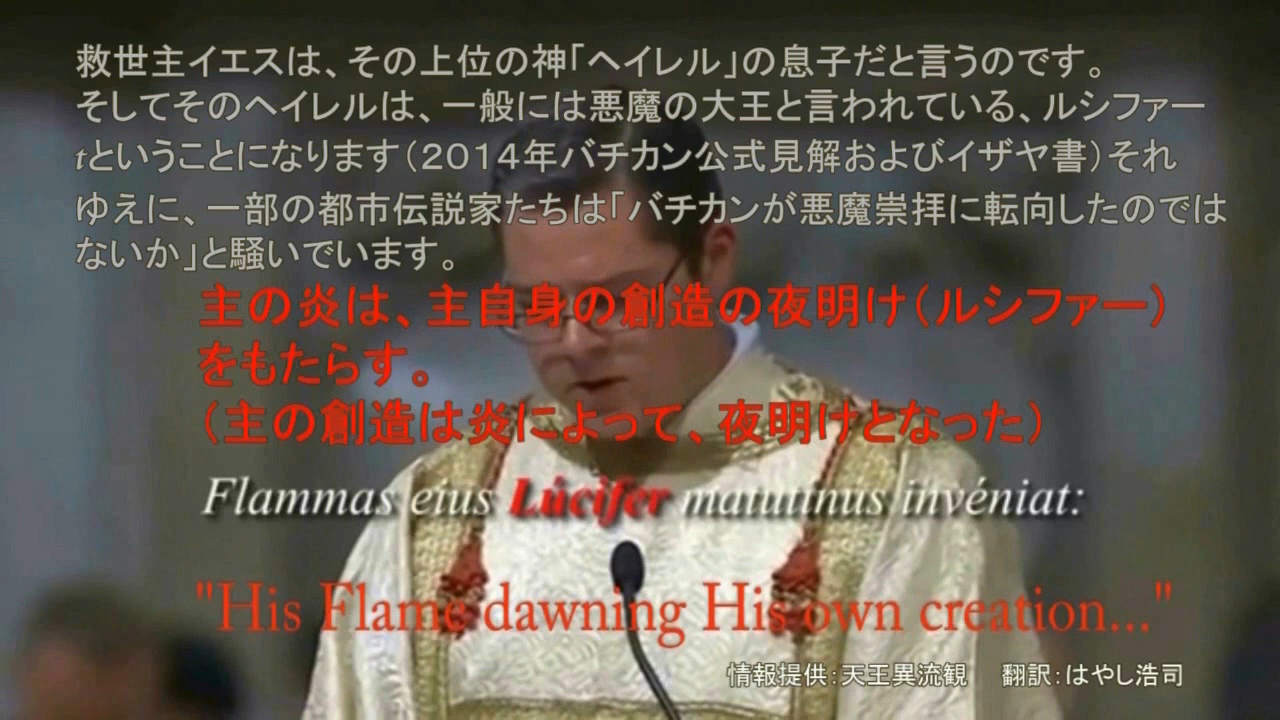 救世主イエスは、その上位の神「ヘイレル」の息子だと言うのです。
そしてそのヘイレルは、一般には悪魔の大王と言われている、ルシファー
tということになります（２０１４年バチカン公式見解およびイザヤ書）それ
ゆえに、一部の都市伝説家たちは「バチカンが悪魔崇拝に転向したのでは
ないか」と騒いでいます。
主の炎は、主自身の創造の夜明け（ルシファー）
をもたらす。
（主の創造は炎によって、夜明けとなった）
Flammas eius Lúcifer matutínus invéniat:
"His Flame dawning His own creation..."
情報提供：天王異流観 翻訳：はやし浩司